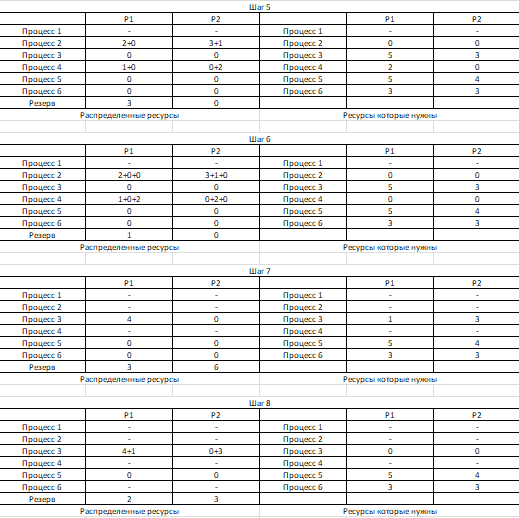 Шаг 5
P1 P2 P1 P2
Процесс 1 - - Процесс 1 - -
Процесс 2 2+0 3+1 Процесс 2 0 0
Процесс 3 0 0 Процесс 3 5 3
Процесс 4 1+0 0+2 Процесс 4 2 0
Процесс 5 0 0 Процесс 5 5 4
Процесс 6 0 0 Процесс 6 3 3
Резерв 3 0
Распределенные ресурсы Ресурсы которые нужны
Шаг 6
P1 P2 P1 P2
Процесс 1 - - Процесс 1 - -
Процесс 2 2+0+0 3+1+0 Процесс 2 0 0
Процесс 3 0 0 Процесс 3 5 3
Процесс 4 1+0+2 0+2+0 Процесс 4 0 0
Процесс 5 0 0 Процесс 5 5 4
Процесс 6 0 0 Процесс 6 3 3
Резерв 1 0
Распределенные ресурсы Ресурсы которые нужны
Шаг 7
P1 P2 P1 P2
Процесс 1 - - Процесс 1 - -
Процесс 2 - - Процесс 2 - -
Процесс 3 4 0 Процесс 3 1 3
Процесс 4 - - Процесс 4 - -
Процесс 5 0 0 Процесс 5 5 4
Процесс 6 0 0 Процесс 6 3 3
Резерв 3 6
Распределенные ресурсы Ресурсы которые нужны
Шаг 8
P1 P2 P1 P2
Процесс 1 - - Процесс 1 - -
Процесс 2 - - Процесс 2 - -
Процесс 3 4+1 0+3 Процесс 3 0 0
Процесс 4 - - Процесс 4 - -
Процесс 5 0 0 Процесс 5 5 4
Процесс 6 - - Процесс 6 3 3
Резерв 2 3
Распределенные ресурсы Ресурсы которые нужны